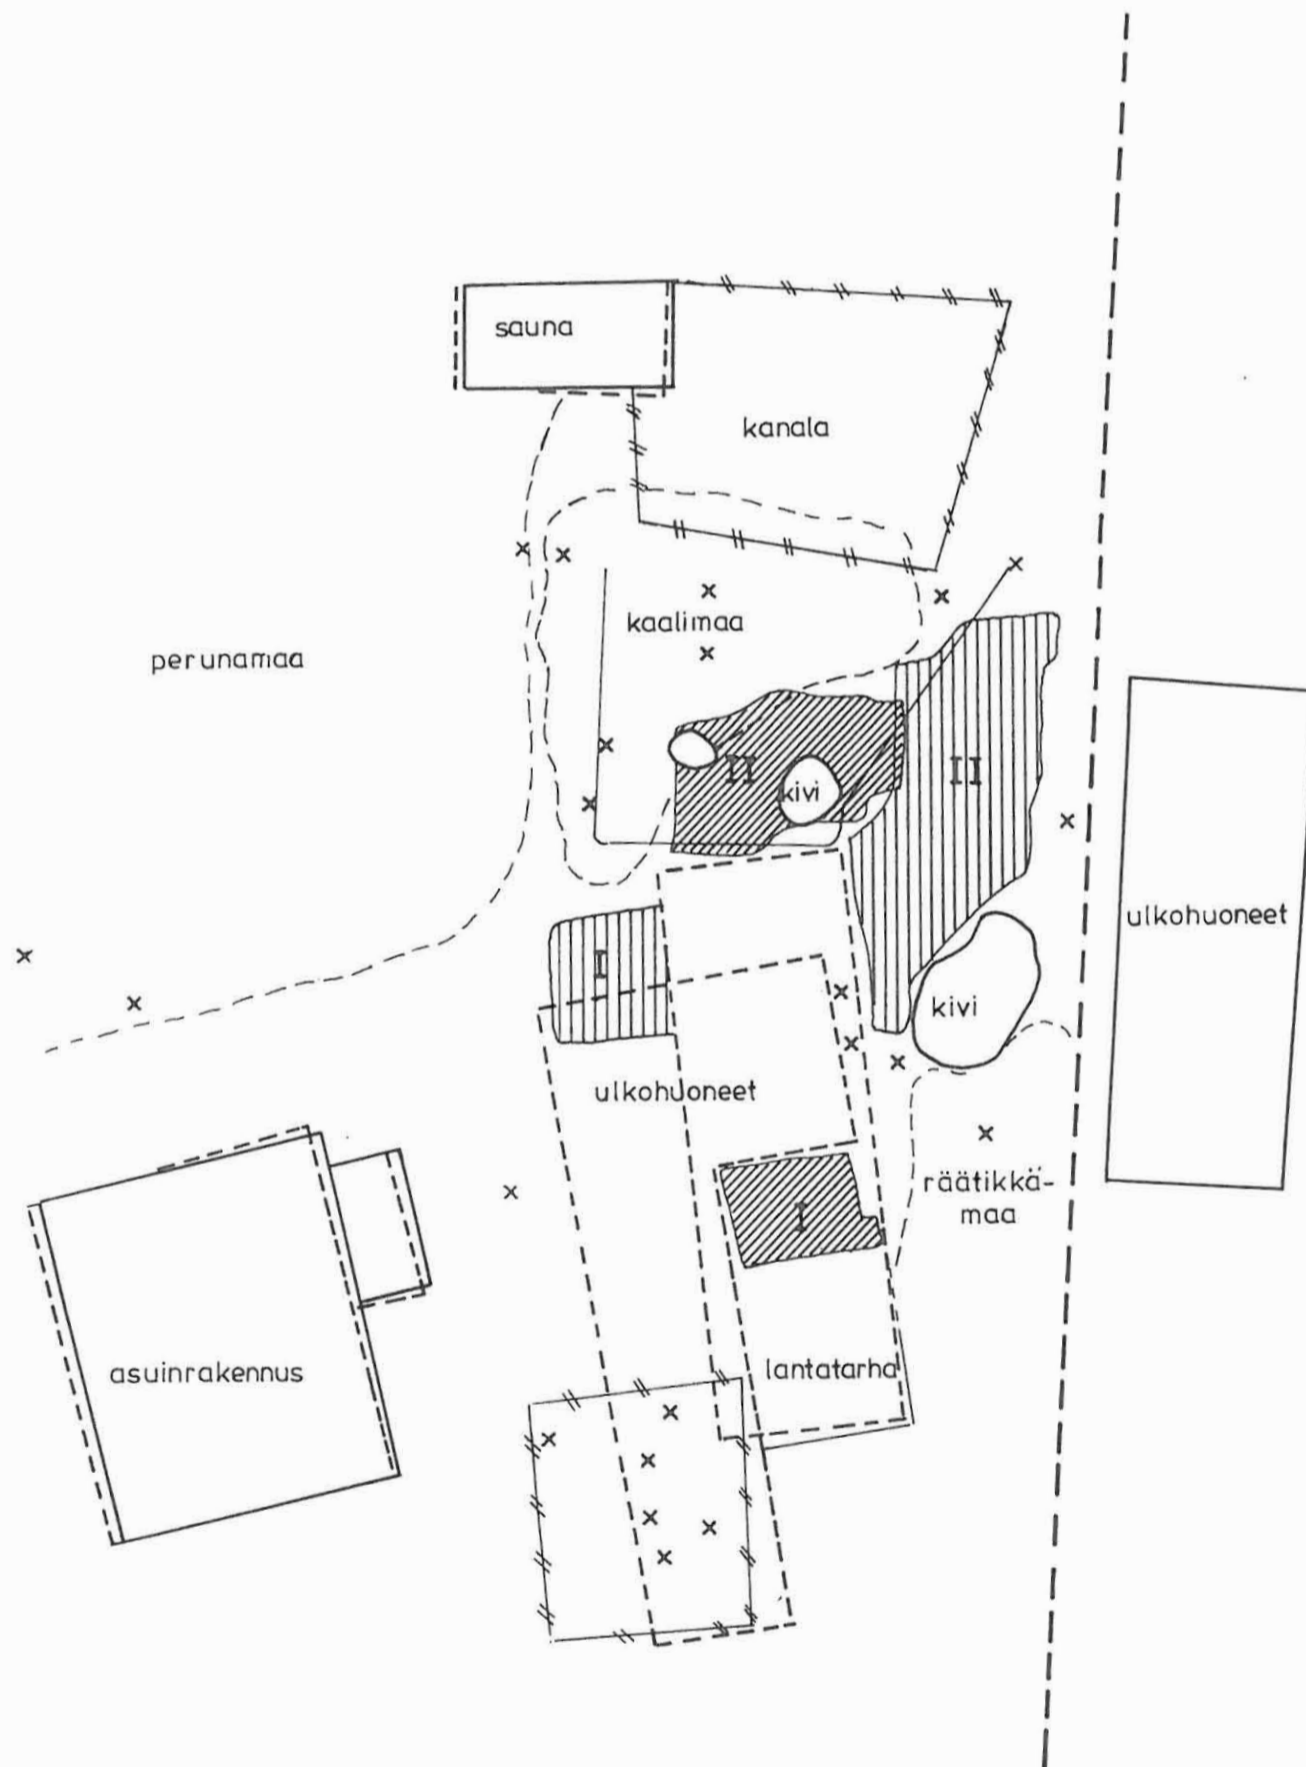 sauna
kanala
kaalimaa
perunamaa
II
kivi
II
ulkohuoneet
I
kivi
ulkohuoneet
räätikkä-
maa
I
asuinrakennus
lantatarha